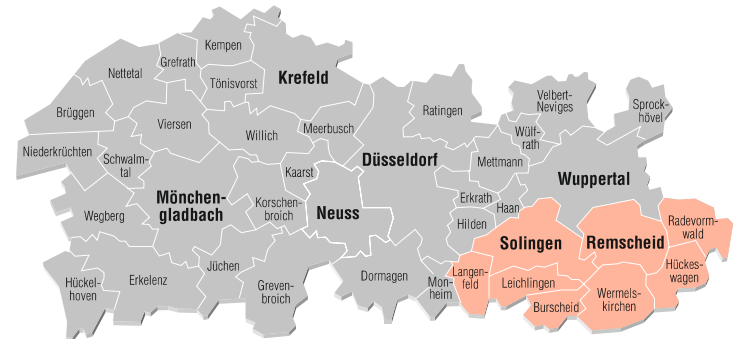 Kempen
Grefrath
Nettetal
Tönisvorst
Krefeld
Brüggen
Viersen
Willich
Meerbusch
Ratingen
Velbert-
Neviges
Sprock-
hövel
Wülf-
rath
Niederkrüchten
Schwalm-
tal
Kaarst
Düsseldorf
Mettmann
Wuppertal
Mönchen-
gladbach
Korschen-
broich
Neuss
Erkrath
Haan
Hilden
Wegberg
Solingen
Remscheid
Radevorm-
wald
Hückel-
hoven
Erkelenz
Jüchen
Greven-
broich
Dormagen
Mon-
heim
Langen-
feld
Leichlingen
Burscheid
Wermels-
kirchen
Hückes-
wagen